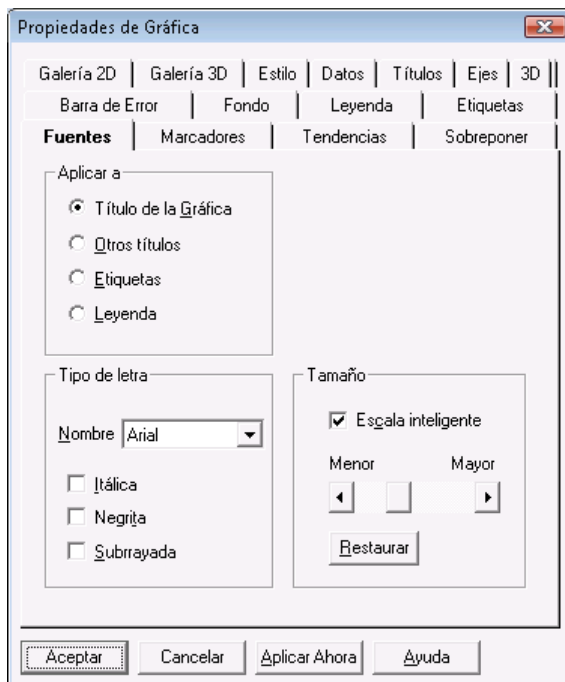 Propiedades de Gráfica
Galería 2D Galería 3D Estilo Datos Títulos Ejes 3D
Barra de Error Fondo Leyenda Etiquetas
Fuentes Marcadores Tendencias Sobreponer
Aplicar a
Título de la Gráfica
Otros títulos
Etiquetas
Leyenda
Tipo de letra
Nombre Arial
Itálica
Negrita
Subrrayada
Tamaño
Escala inteligente
Menor Mayor
Restaurar
Aceptar Cancelar Aplicar Ahora Ayuda